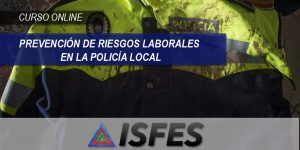 CURSO ONLINE
PREVENCIÓN DE RIESGOS LABORALES
EN LA POLICÍA LOCAL
ISFES